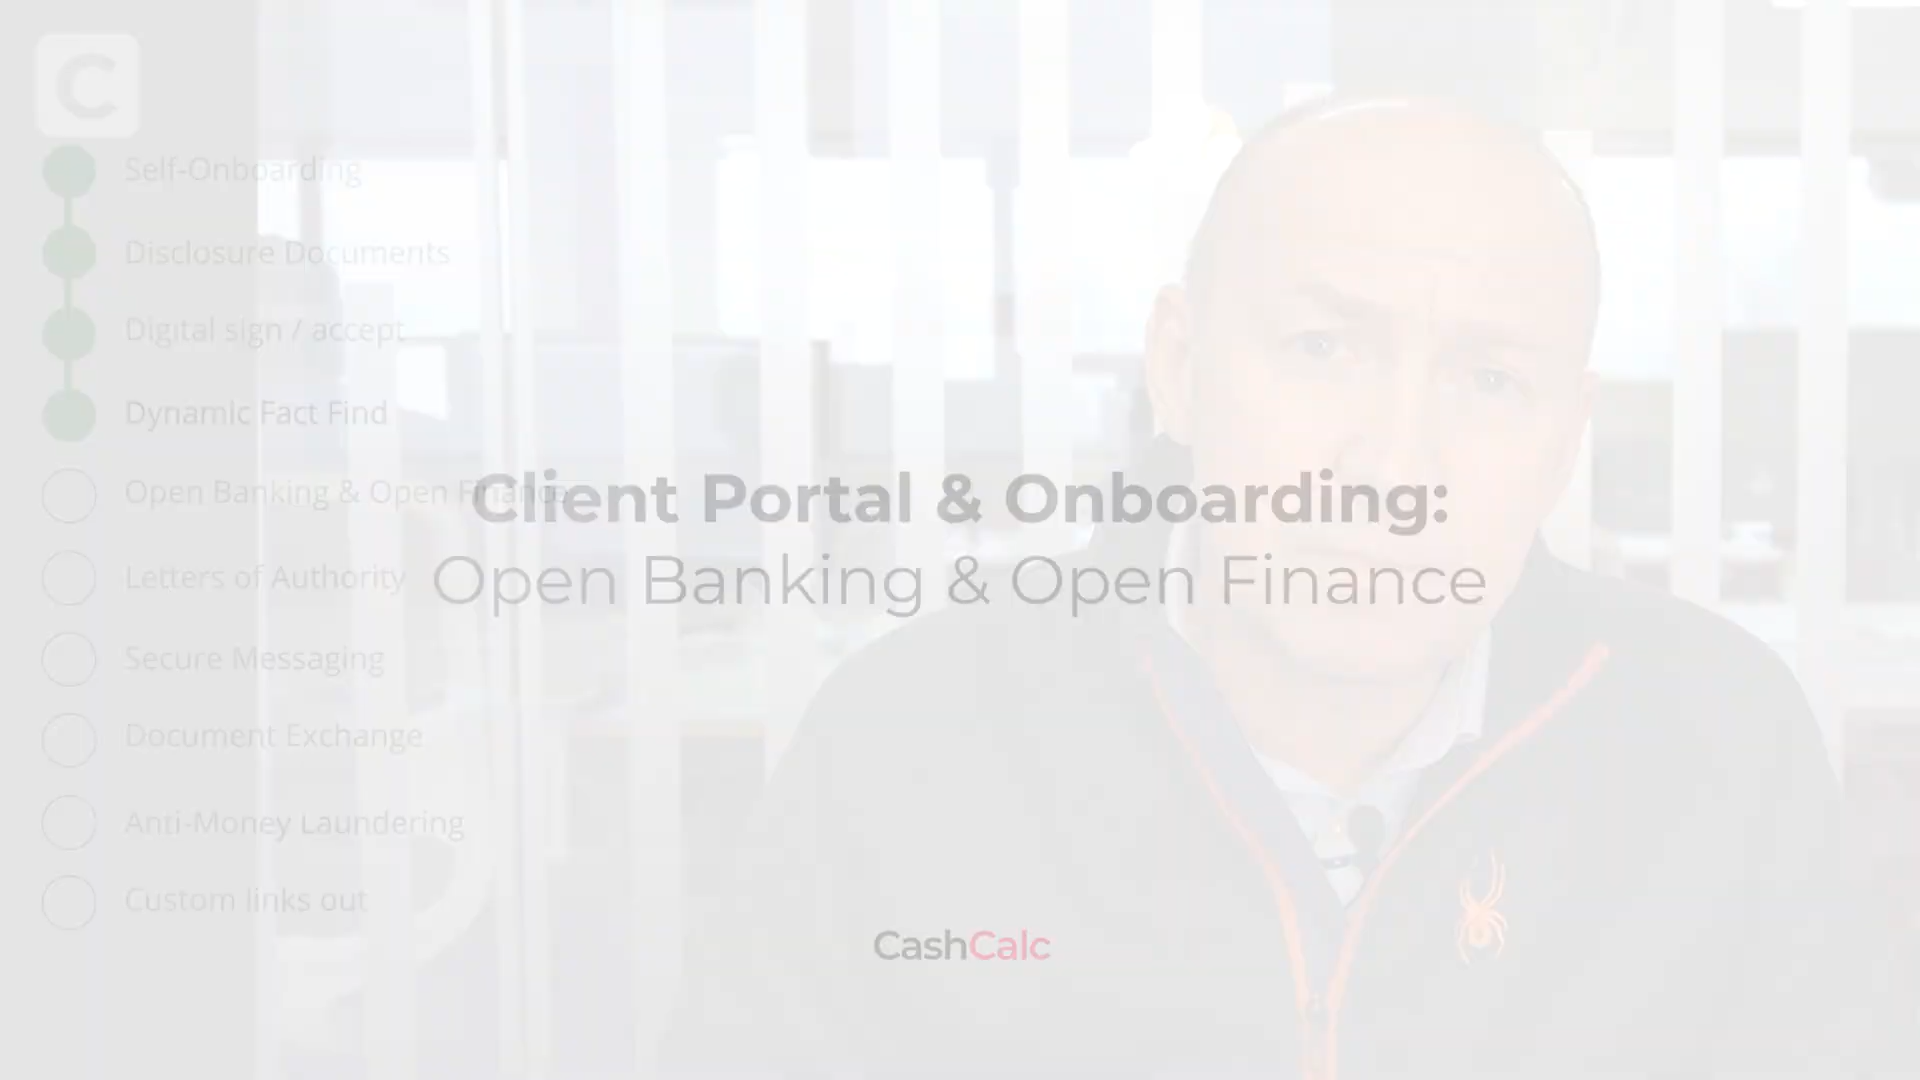 C
Self-Onboarding
Disclosure Documents
Digital sign / accept
Dynamic Fact Find
Open Banking & Open Finance
Letters of Authority
Secure Messaging
Document Exchange
Anti-Money Laundering
Custom links out
Client Portal & Onboarding:
Open Banking & Open Finance
CashCalc